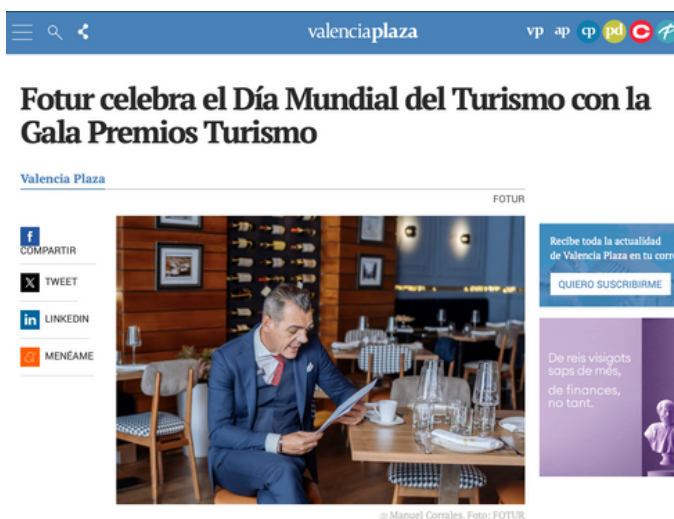 valenciaplaza
vp ap cp pd C
Fotur celebra el Día Mundial del Turismo con la
Gala Premios Turismo
Valencia Plaza
FOTUR
f
COMPARTIR
X TWEET
in LINKEDIN
MENÉAME
Recibe toda la actualidad
de Valencia Plaza en tu corre
QUIERO SUSCRIBIRME
De reis visigots
saps de més,
de finances,
no tant.
Manuel Corrales. Foto: FOTUR